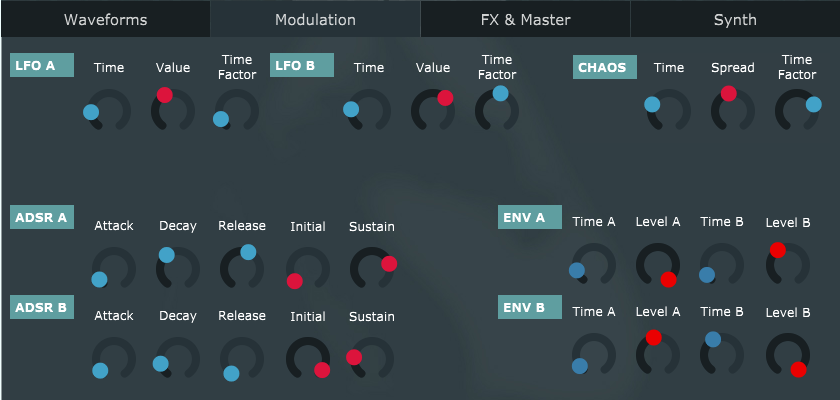 Waveforms Modulation FX & Master Synth
LFO A Time Value Time Factor LFO B Time Value Time Factor CHAOS Time Spread Time Factor
ADSR A Attack Decay Release Initial Sustain ENV A Time A Level A Time B Level B
ADSR B Attack Decay Release Initial Sustain ENV B Time A Level A Time B Level B